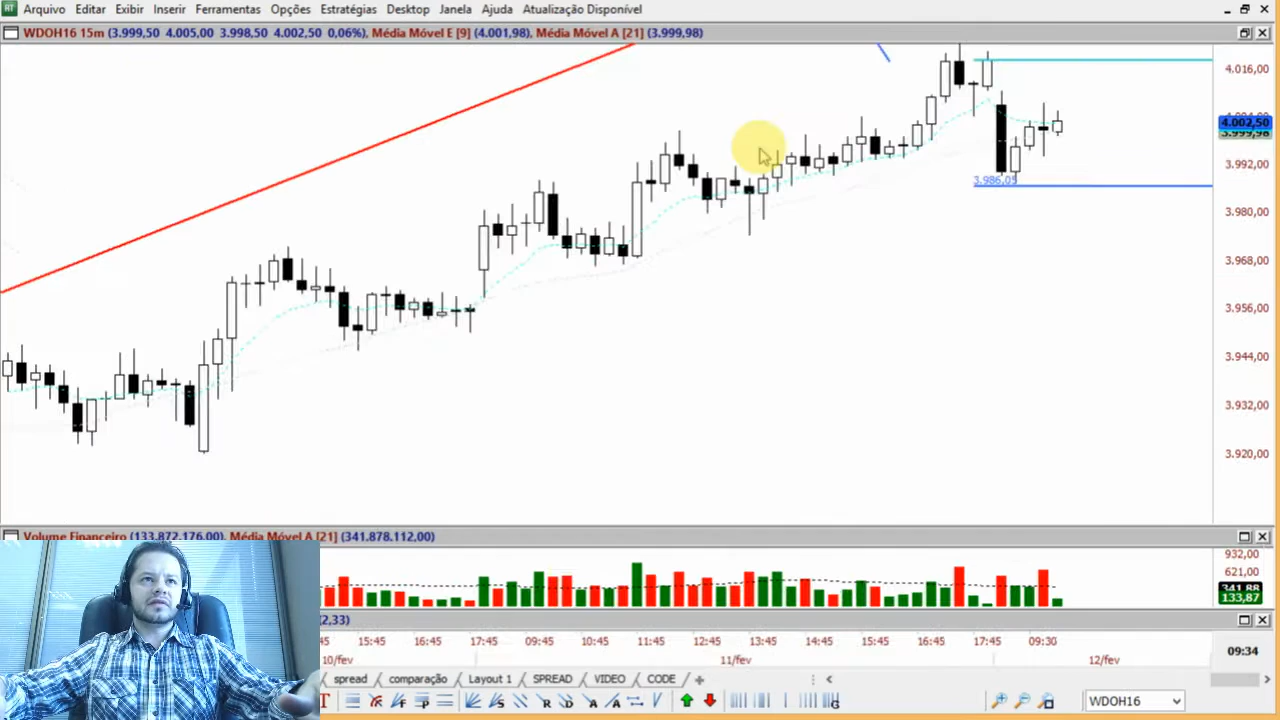 RT Arquivo Editar Exibir Inserir Ferramentas Opções Estratégias Desktop Janela Ajuda Atualização Disponível
WDOH16 15m (3.999,50 4.005,00 3.998,50 4.002,50 0,06%), Média Móvel E [9] (4.001,98), Média Móvel A [21] (3.999,98)
4.016,00
4.002,50
3.999,98
3.992,00
3.986,05
3.980,00
3.968,00
3.956,00
3.944,00
3.932,00
3.920,00
Volume Financeiro (133.872.176,00), Média Móvel A [21] (341.878.112,00)
932,00
621,00
341,88
133,87
2,33)
:45 15:45 16:45 17:45 09:45 10:45 11:45 12:45 13:45 14:45 15:45 16:45 17:45 09:30
10/fev 11/fev 12/fev
09:34
spread comparação Layout 1 SPREAD VIDEO CODE
WDOH16